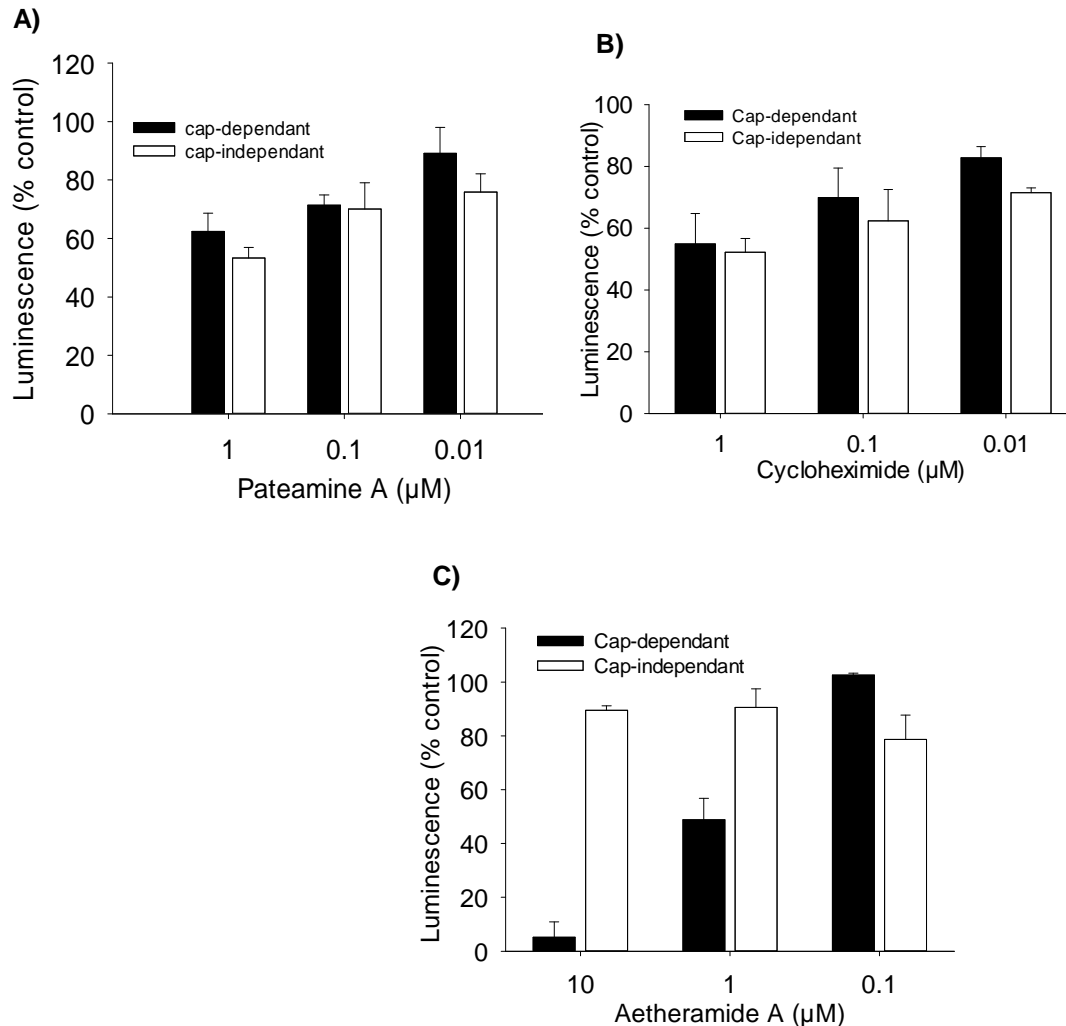 A)
Luminescence (% control)
120
100
80
60
40
20
0
cap-dependant
cap-independant
1 0.1 0.01
Pateamine A (µM)
B)
Luminescence (% control)
100
80
60
40
20
0
Cap-dependant
Cap-idependant
1 0.1 0.01
Cycloheximide (µM)
C)
Luminescence (% control)
120
100
80
60
40
20
0
Cap-dependant
Cap-independant
10 1 0.1
Aetheramide A (µM)